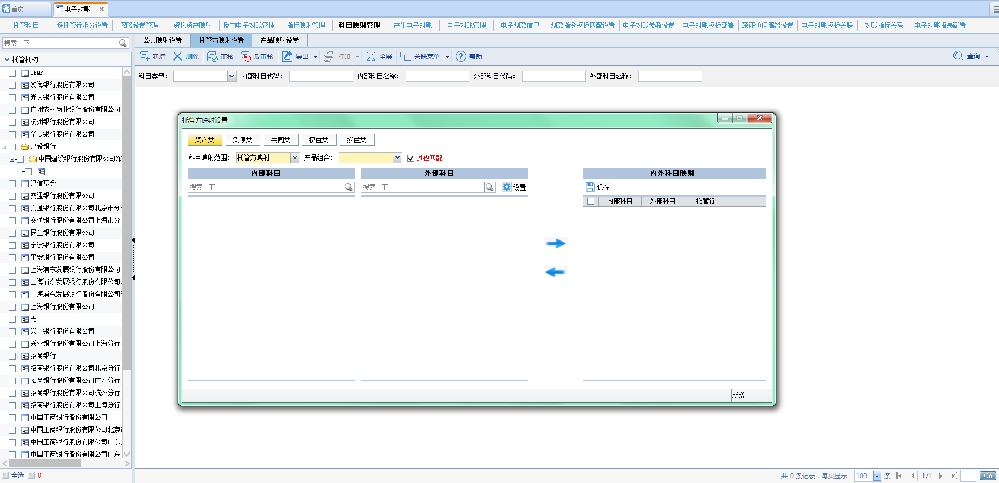 首页
电子对账
托管科目 多托管行拆分设置 忽略设置管理 资托资产映射 反向电子对账管理 指标映射管理 科目映射管理 产生电子对账 电子对账管理 电子划款信息 划款指令模板匹配设置 电子对账参数设置 电子对账模板部署 深证通伺服器设置 电子对账模板关联 对账指标关联 电子对账报表配置
搜索一下
公共映射设置 托管方映射设置 产品映射设置
新增 删除 审核 反审核 导出 打印 全屏 关联菜单 帮助 查询
科目类型： 内部科目代码： 内部科目名称： 外部科目代码： 外部科目名称：
托管机构
TEMP
渤海银行股份有限公司
光大银行股份有限公司
广州农村商业银行股份有限公司
杭州银行股份有限公司
华夏银行股份有限公司
建设银行
中国建设银行股份有限公司深
建信基金
交通银行股份有限公司
交通银行股份有限公司北京市分行
交通银行股份有限公司上海市分行
民生银行股份有限公司
宁波银行股份有限公司
平安银行股份有限公司
上海浦东发展银行股份有限公司
上海浦东发展银行股份有限公司
上海浦东发展银行股份有限公司
上海银行股份有限公司
无
兴业银行股份有限公司
兴业银行股份有限公司上海分行
招商银行
招商银行股份有限公司北京分行
招商银行股份有限公司广州分行
招商银行股份有限公司杭州分行
招商银行股份有限公司上海分行
中国工商银行股份有限公司
中国工商银行股份有限公司北京市
中国工商银行股份有限公司广东分
中国工商银行股份有限公司广东省
全选 0
托管方映射设置
资产类 负债类 共同类 权益类 损益类
科目映射范围： 托管方映射 产品组合： 过滤匹配
内部科目 外部科目 内外科目映射
搜索一下 搜索一下 设置 保存
内部科目 外部科目 托管行
新增
共 0 条记录，每页显示 100 条 1/1 Go